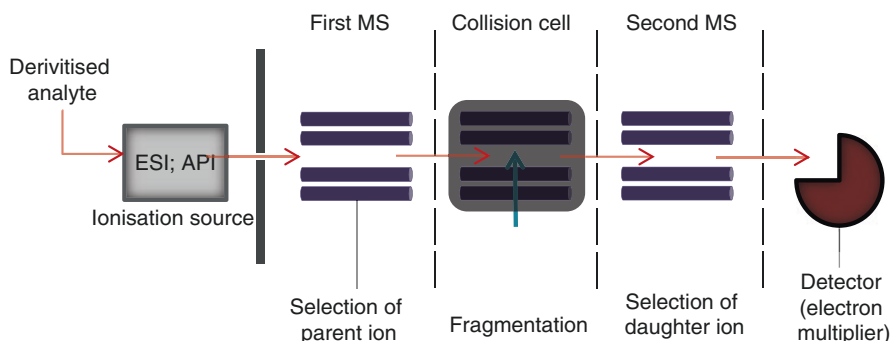 First MS
Collision cell
Second MS
Derivitised
analyte
ESI; API
Ionisation source
Selection of
parent ion
Fragmentation
Selection of
daughter ion
Detector
(electron
multiplier)